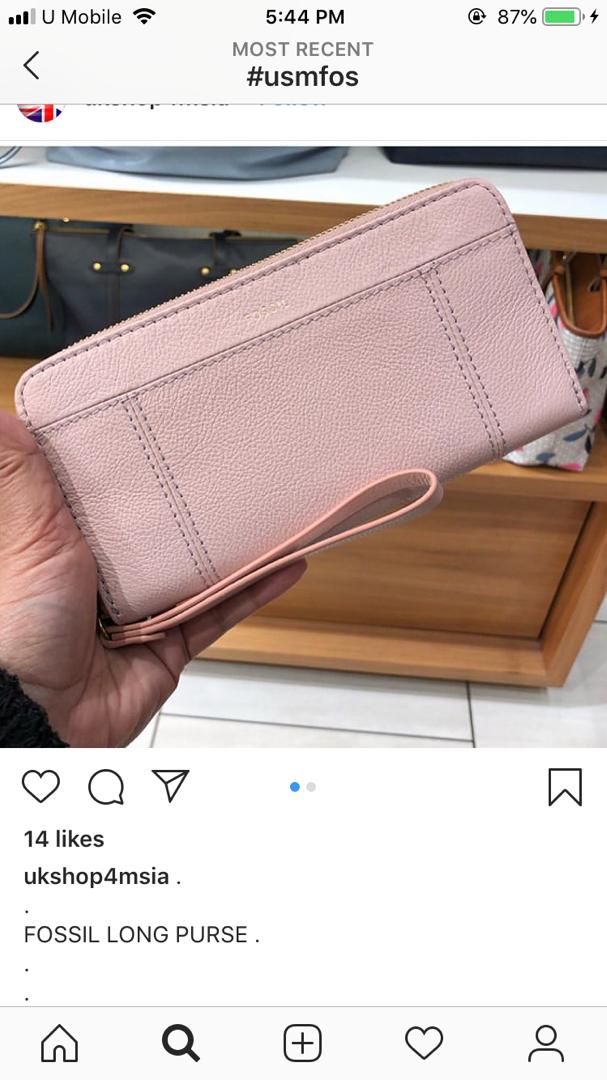 U Mobile 5:44 PM 87%
MOST RECENT
#usmfos
14 likes
ukshop4msia .
.
FOSSIL LONG PURSE .
.
.